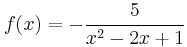 f(x) = -\frac{5}{x^2 - 2x + 1}